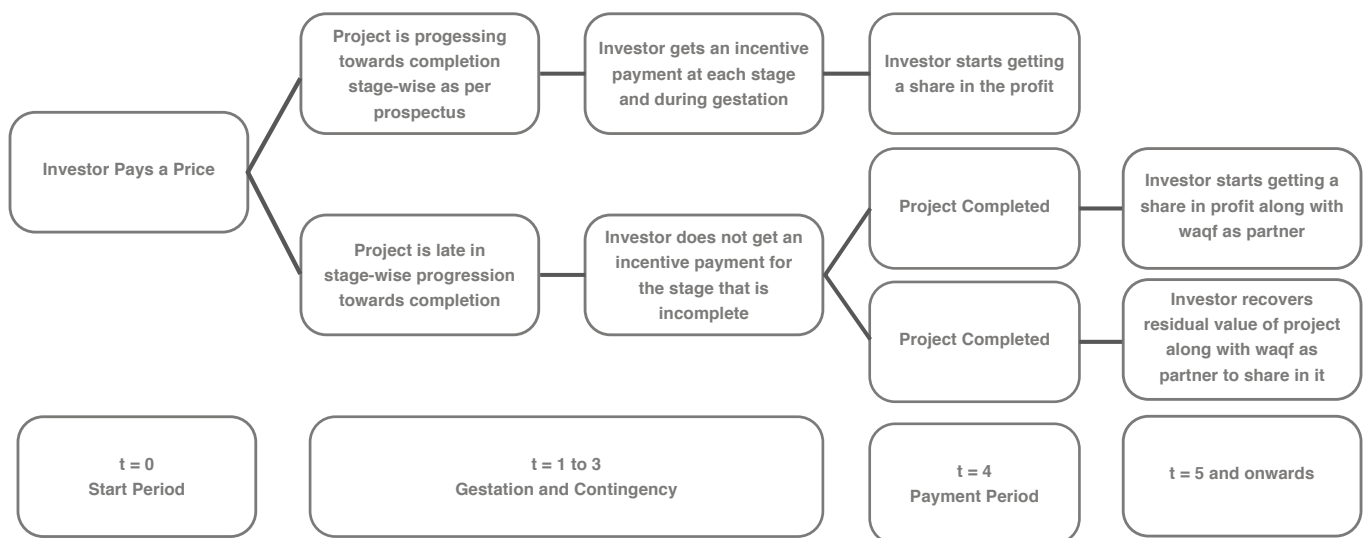 Project is progessing
towards completion
stage-wise as per
prospectus
Investor gets an incentive
payment at each stage
and during gestation
Investor starts getting
a share in the profit
Investor Pays a Price
Project is late in
stage-wise progression
towards completion
Investor does not get an
incentive payment for
the stage that is
incomplete
Project Completed
Investor starts getting a
share in profit along with
waqf as partner
Project Completed
Investor recovers
residual value of project
along with waqf as
partner to share in it
t = 0
Start Period
t = 1 to 3
Gestation and Contingency
t = 4
Payment Period
t = 5 and onwards